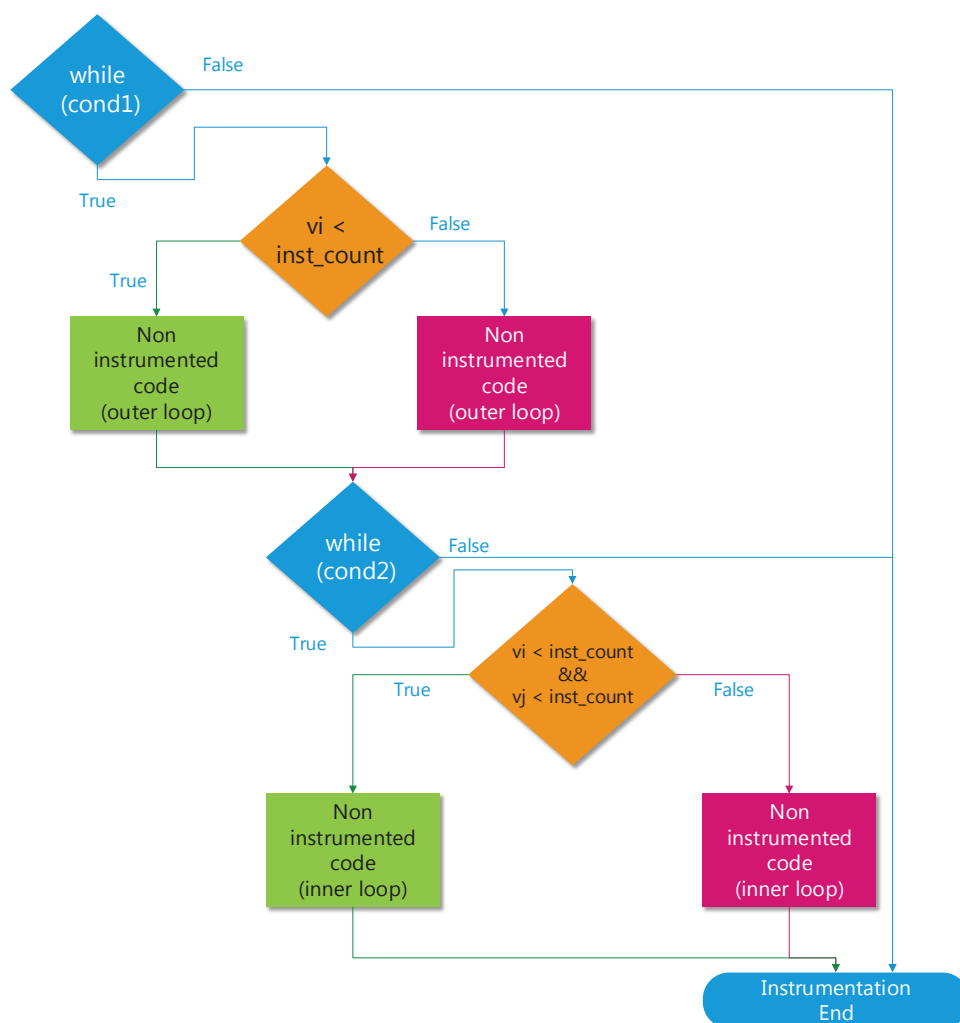 while
(cond1)
False
True
vi <
inst_count
False
True
Non
instrumented
code
(outer loop)
Non
instrumented
code
(outer loop)
while
(cond2)
False
True
vi < inst_count
&&
vj < inst_count
True
False
Non
instrumented
code
(inner loop)
Non
instrumented
code
(inner loop)
Instrumentation
End